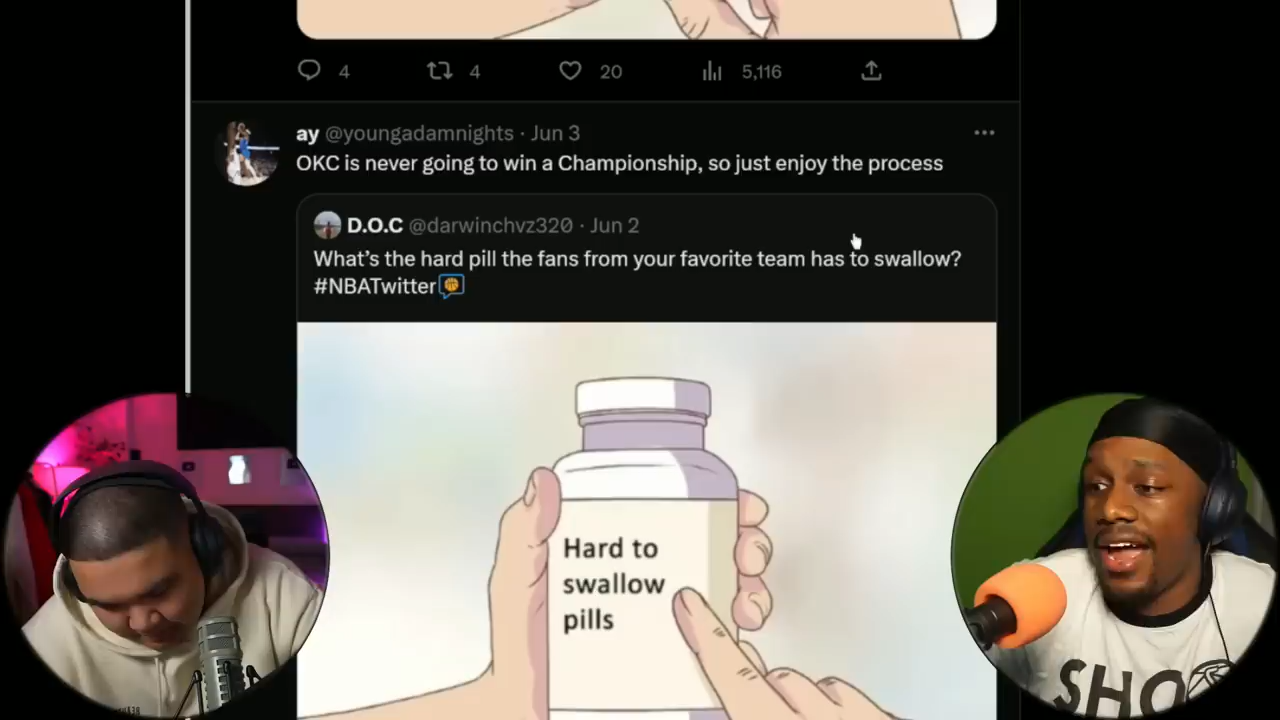 4 4 20 5,116
ay @youngadamnights · Jun 3
OKC is never going to win a Championship, so just enjoy the process
D.O.C @darwinchvz320 · Jun 2
What's the hard pill the fans from your favorite team has to swallow?
#NBATwitter
Hard to
swallow
pills
SHO